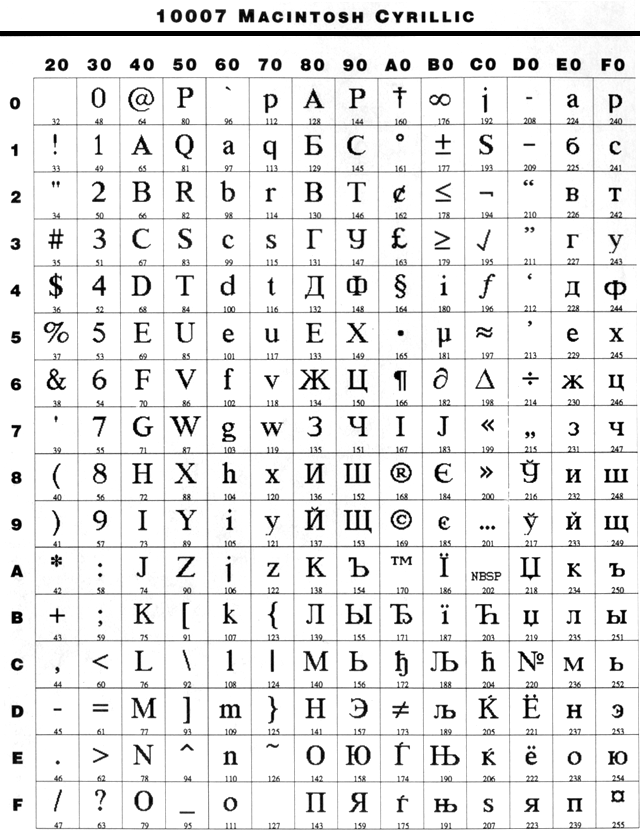 10007 MACINTOSH CYRILLIC
20 30 40 50 60 70 80 90 A0 B0 C0 D0 E0 F0
0 0 @ P ` p А Р † ∞ ј – а р
32 48 64 80 96 112 128 144 160 176 192 208 224 240
1 ! 1 A Q a q Б С ° ± Ѕ — б с
33 49 65 81 97 113 129 145 161 177 193 209 225 241
2 " 2 B R b r В Т ¢ ≤ ¬ “ в т
34 50 66 82 98 114 130 146 162 178 194 210 226 242
3 # 3 C S c s Г У £ ≥ √ ” г у
35 51 67 83 99 115 131 147 163 179 195 211 227 243
4 $ 4 D T d t Д Ф § і ƒ ‘ д ф
36 52 68 84 100 116 132 148 164 180 196 212 228 244
5 % 5 E U e u Е Х • µ ≈ ’ е х
37 53 69 85 101 117 133 149 165 181 197 213 229 245
6 & 6 F V f v Ж Ц ¶ ∂ Δ ÷ ж ц
38 54 70 86 102 118 134 150 166 182 198 214 230 246
7 ' 7 G W g w З Ч І Ј « „ з ч
39 55 71 87 103 119 135 151 167 183 199 215 231 247
8 ( 8 H X h x И Ш ® Є » Ў и ш
40 56 72 88 104 120 136 152 168 184 200 216 232 248
9 ) 9 I Y i y Й Щ © є … ў й щ
41 57 73 89 105 121 137 153 169 185 201 217 233 249
A * : J Z j z К Ъ ™ Ї NBSP Џ к ъ
42 58 74 90 106 122 138 154 170 186 202 218 234 250
B + ; K [ k { Л Ы Ђ ї Ћ џ л ы
43 59 75 91 107 123 139 155 171 187 203 219 235 251
C , < L \ l | М Ь ђ Љ ћ № м ь
44 60 76 92 108 124 140 156 172 188 204 220 236 252
D - = M ] m } Н Э ≠ љ Ќ Ё н э
45 61 77 93 109 125 141 157 173 189 205 221 237 253
E . > N ^ n ~ О Ю Ѓ Њ ќ ё о ю
46 62 78 94 110 126 142 158 174 190 206 222 238 254
F / ? O _ o П Я ѓ њ ѕ я п ¤
47 63 79 95 111 127 143 159 175 191 207 223 239 255